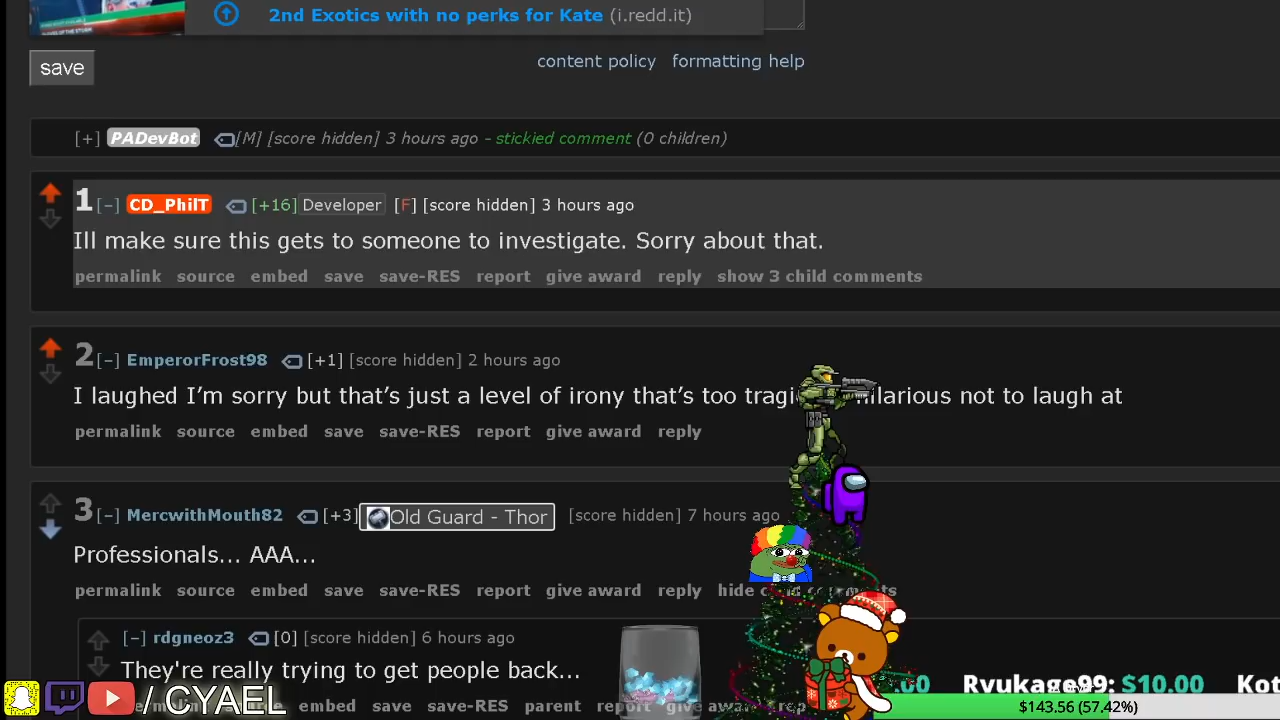 2nd Exotics with no perks for Kate (i.redd.it)
save
content policy formatting help
[+] PADevBot [M] [score hidden] 3 hours ago - stickied comment (0 children)
1 [–] CD_PhilT [+16] Developer [F] [score hidden] 3 hours ago
Ill make sure this gets to someone to investigate. Sorry about that.
permalink source embed save save-RES report give award reply show 3 child comments
2 [–] EmperorFrost98 [+1] [score hidden] 2 hours ago
I laughed I’m sorry but that’s just a level of irony that’s too hilarious not to laugh at
permalink source embed save save-RES report give award reply
3 [–] MercwithMouth82 [+3] Old Guard - Thor [score hidden] 7 hours ago
Professionals... AAA...
permalink source embed save save-RES report give award reply hide
[–] rdgneoz3 [0] [score hidden] 6 hours ago
They're really trying to get people back...
embed save save-RES parent
/ CYAEL
Ryukage99: $10.00 Kot
$143.56 (57.42%)